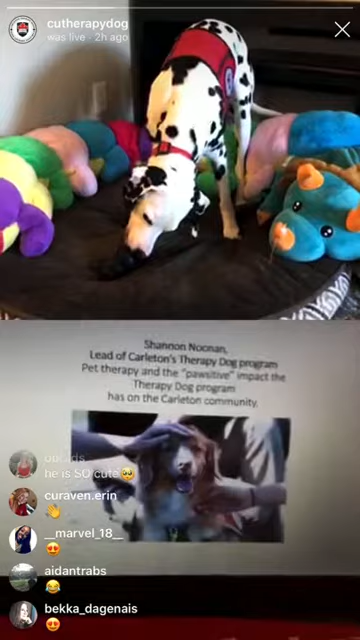 cutherapydog
was live · 2h ago
Shannon Noonan,
Lead of Carleton's Therapy Dog program
Pet therapy and the "pawsitive" impact the
Therapy Dog program
has on the Carleton community.
he is SO cute🥺
curaven.erin
👏
__marvel_18__
😍
aidantrabs
😂
bekka_dagenais
😍